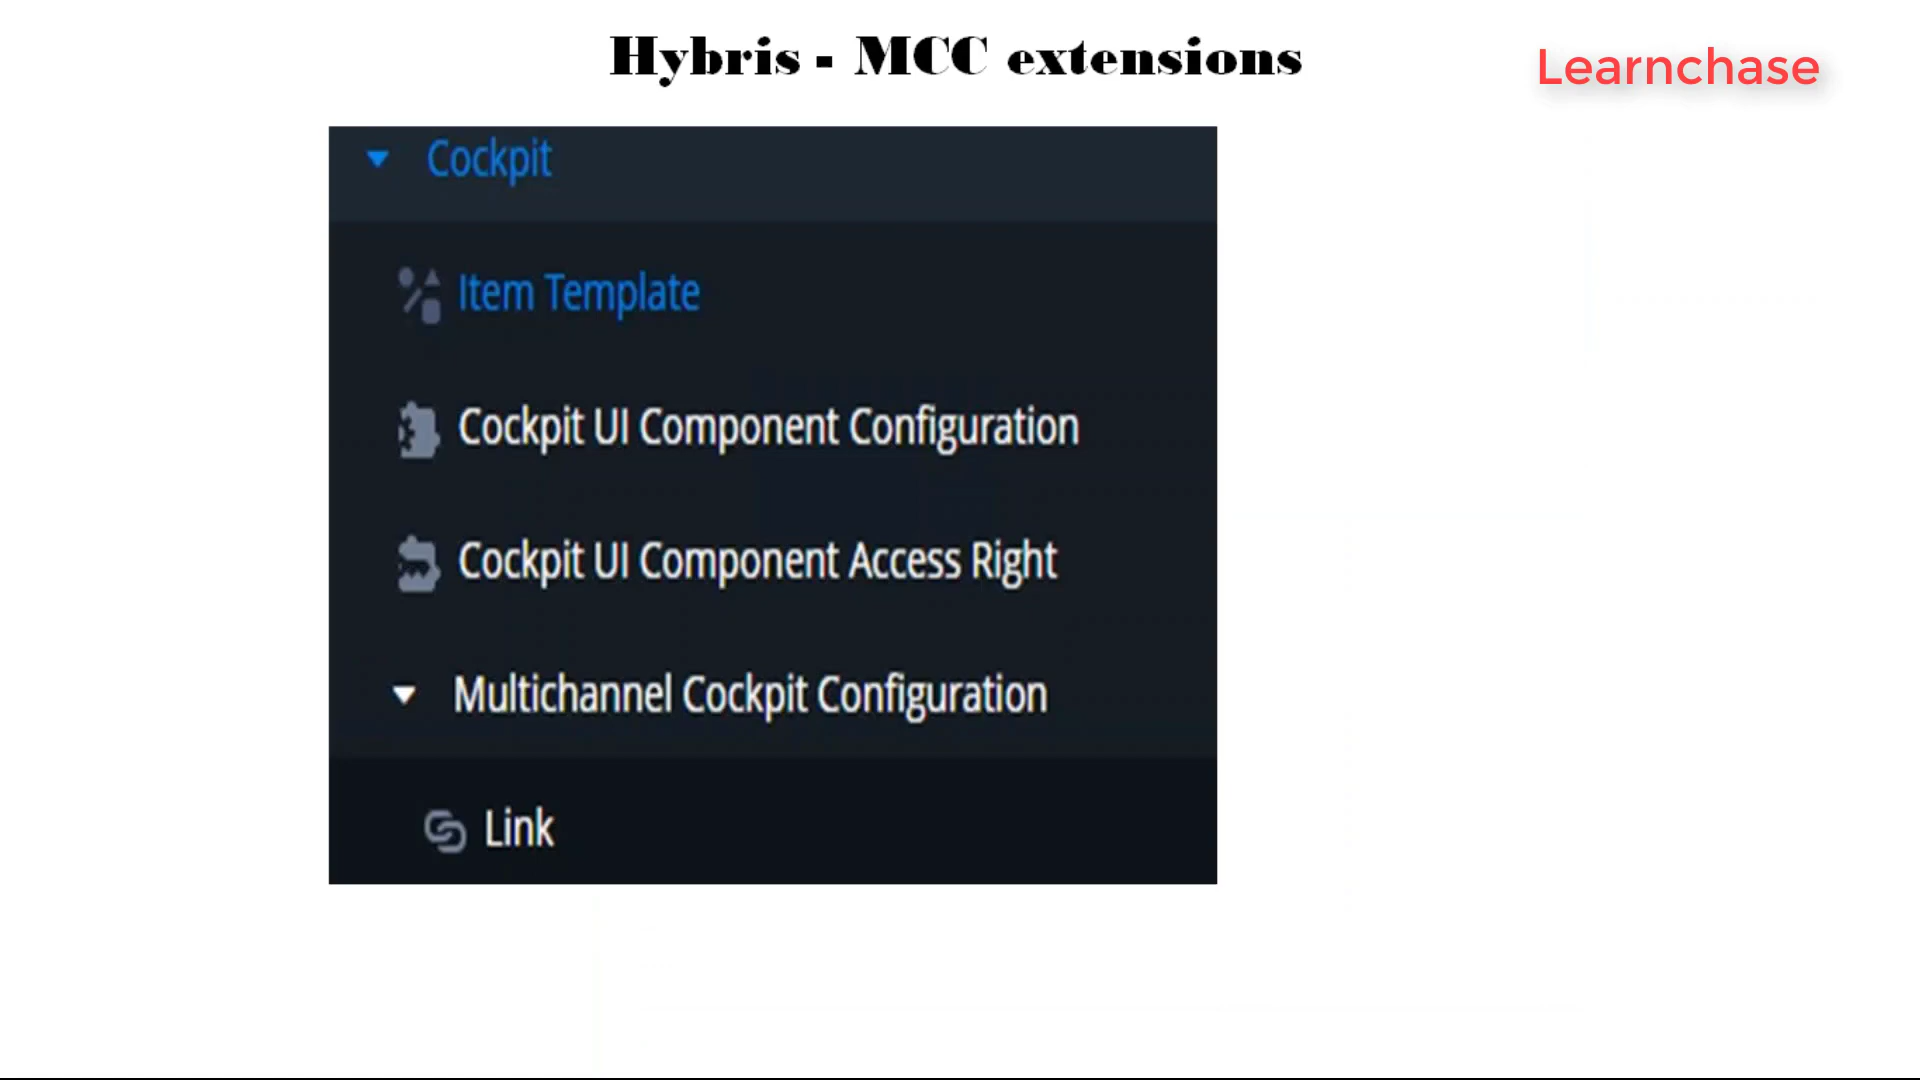 Hybris - MCC extensions
Learnchase
Cockpit
Item Template
Cockpit UI Component Configuration
Cockpit UI Component Access Right
Multichannel Cockpit Configuration
Link